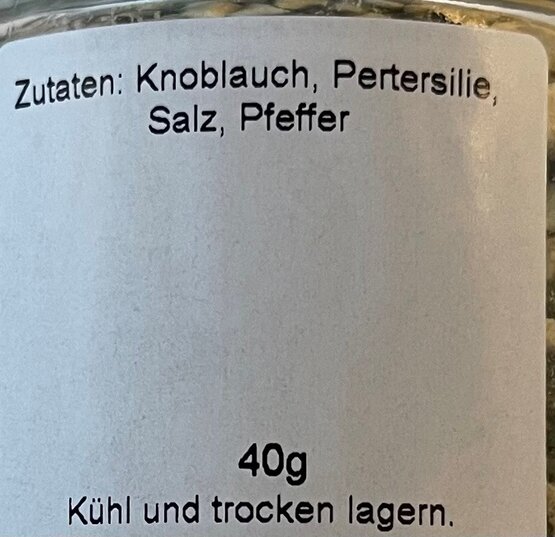 Zutaten: Knoblauch, Pertersilie,
Salz, Pfeffer
40g
Kühl und trocken lagern.